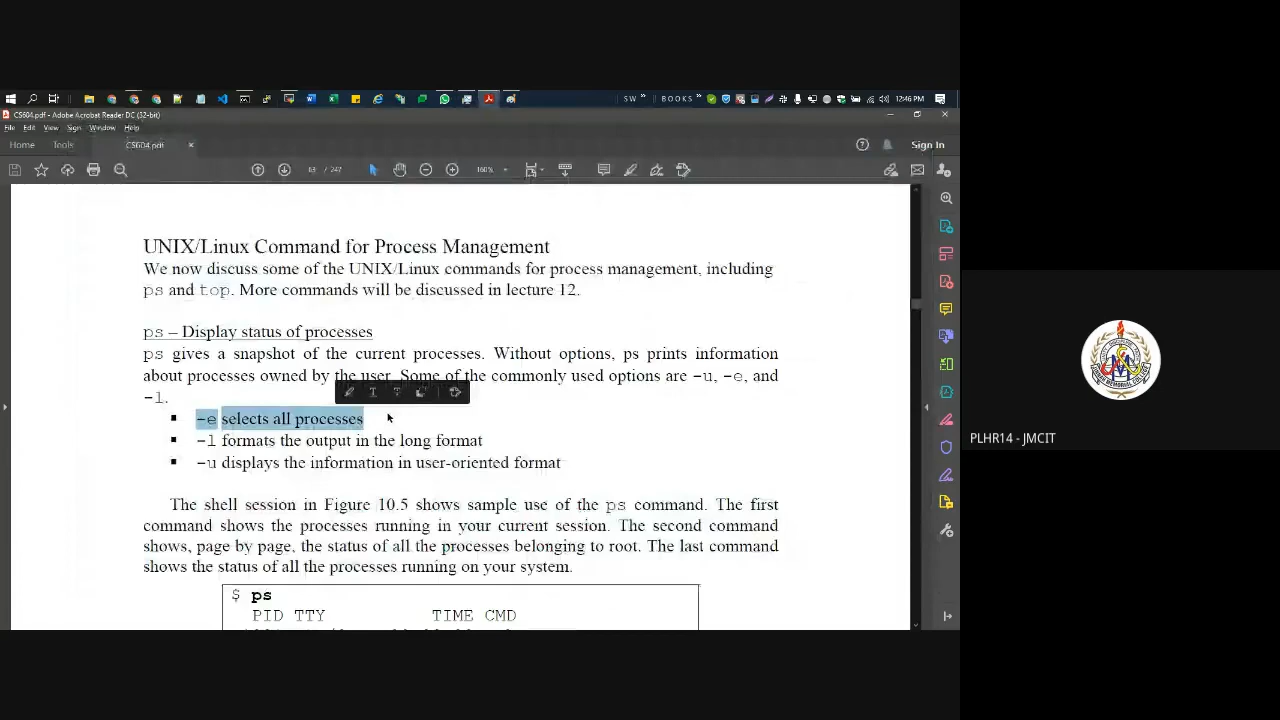 SW
BOOKS
12:46 PM
CS604.pdf - Adobe Acrobat Reader DC (32-bit)
File Edit View Sign Window Help
Home Tools CS604.pdf Sign In
63 / 247 160%
UNIX/Linux Command for Process Management
We now discuss some of the UNIX/Linux commands for process management, including
ps and top. More commands will be discussed in lecture 12.
ps – Display status of processes
ps gives a snapshot of the current processes. Without options, ps prints information
about processes owned by the user. Some of the commonly used options are -u, -e, and
-l.
-e selects all processes
-l formats the output in the long format
-u displays the information in user-oriented format
The shell session in Figure 10.5 shows sample use of the ps command. The first
command shows the processes running in your current session. The second command
shows, page by page, the status of all the processes belonging to root. The last command
shows the status of all the processes running on your system.
$ ps
PID TTY TIME CMD
PLHR14 - JMCIT